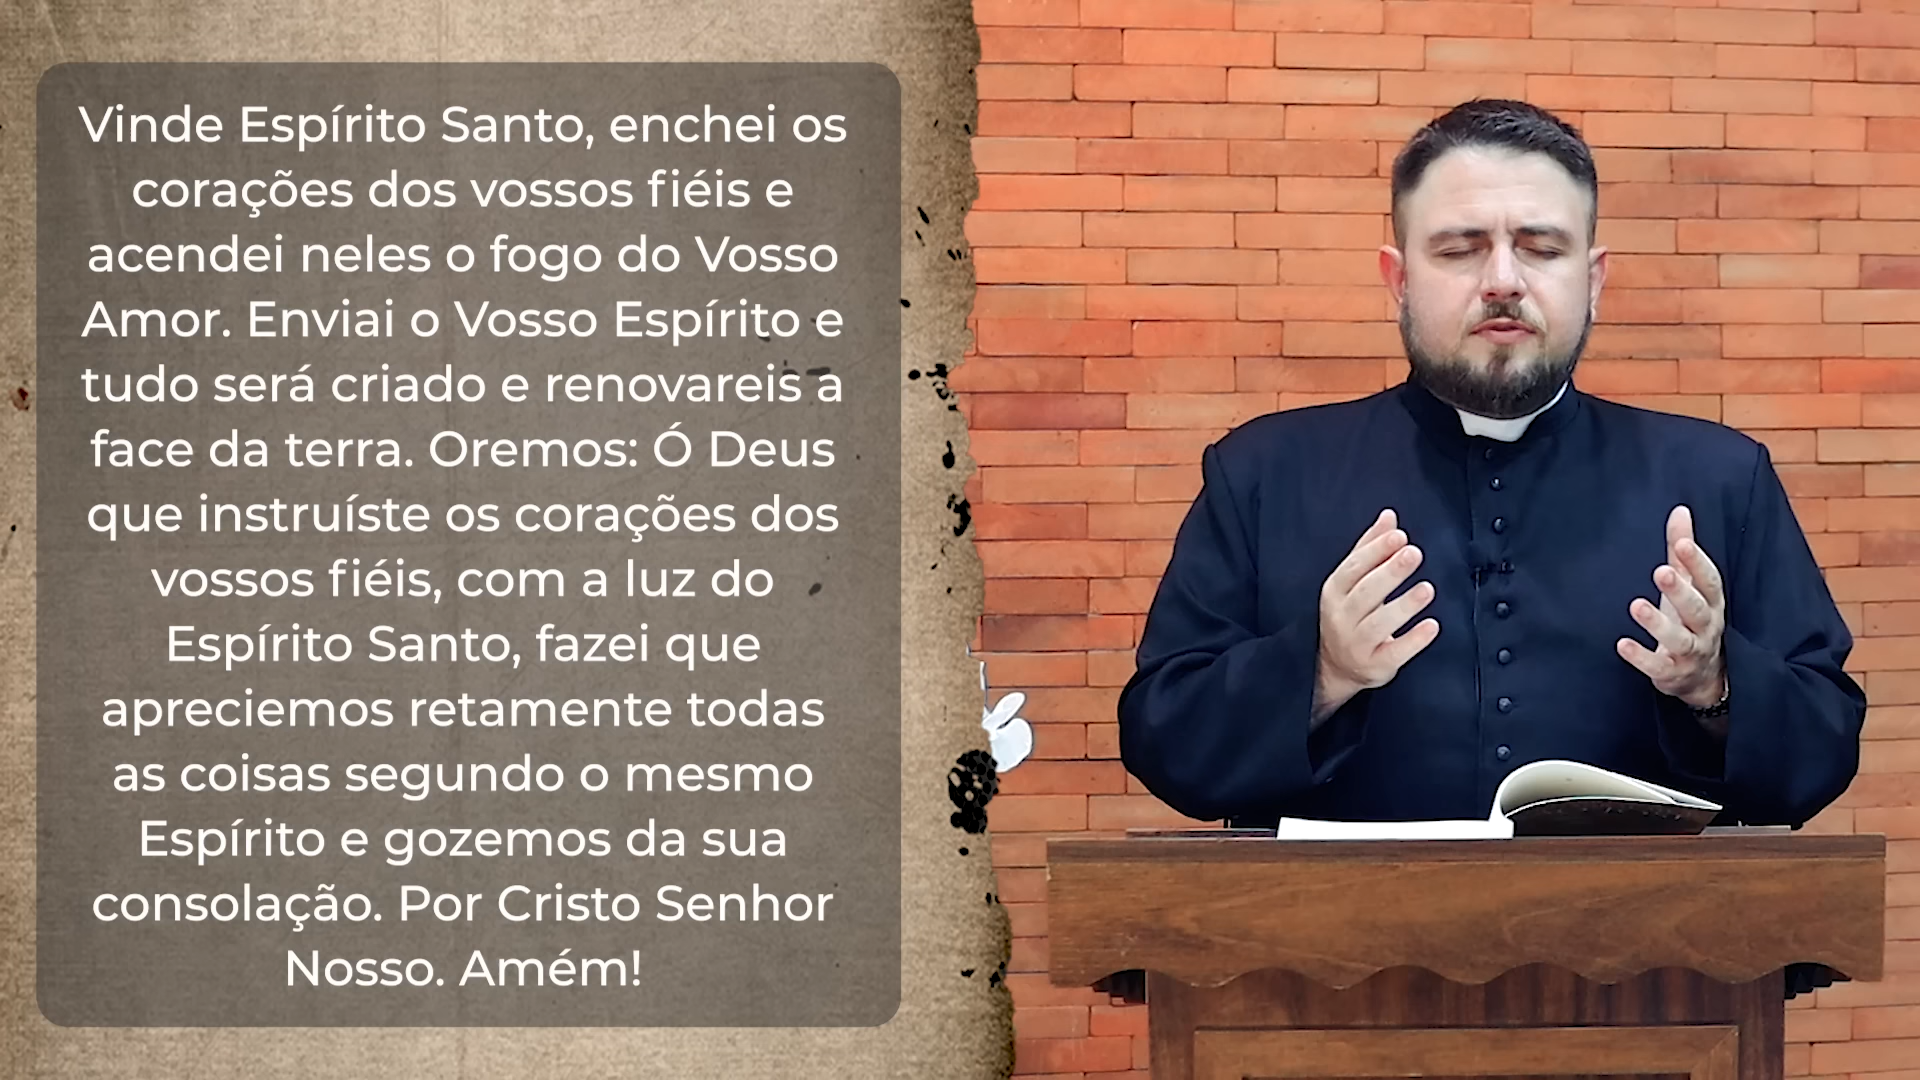 Vinde Espírito Santo, enchei os
corações dos vossos fiéis e
acendei neles o fogo do Vosso
Amor. Enviai o Vosso Espírito e
tudo será criado e renovareis a
face da terra. Oremos: Ó Deus
que instruíste os corações dos
vossos fiéis, com a luz do
Espírito Santo, fazei que
apreciemos retamente todas
as coisas segundo o mesmo
Espírito e gozemos da sua
consolação. Por Cristo Senhor
Nosso. Amém!